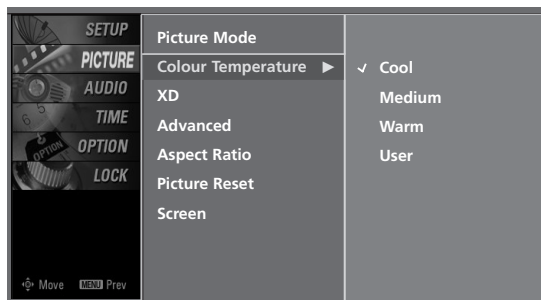 SETUP
PICTURE
AUDIO
TIME
OPTION
OPTION
LOCK
Move MENU Prev
Picture Mode
Colour Temperature ▶
XD
Advanced
Aspect Ratio
Picture Reset
Screen
✓ Cool
Medium
Warm
User